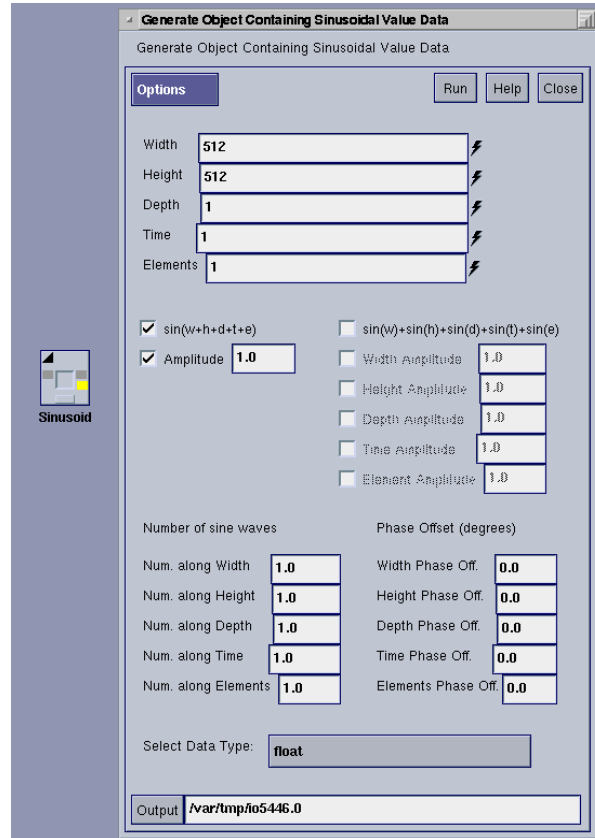 Generate Object Containing Sinusoidal Value Data
Generate Object Containing Sinusoidal Value Data
Options Run Help Close
Width 512
Height 512
Depth 1
Time 1
Elements 1
sin(w+h+d+t+e) sin(w)+sin(h)+sin(d)+sin(t)+sin(e)
Amplitude 1.0 Width Amplitude 1.0
Height Amplitude 1.0
Depth Amplitude 1.0
Time Amplitude 1.0
Element Amplitude 1.0
Sinusoid
Number of sine waves Phase Offset (degrees)
Num. along Width 1.0 Width Phase Off. 0.0
Num. along Height 1.0 Height Phase Off. 0.0
Num. along Depth 1.0 Depth Phase Off. 0.0
Num. along Time 1.0 Time Phase Off. 0.0
Num. along Elements 1.0 Elements Phase Off. 0.0
Select Data Type: float
Output /var/tmp/io5446.0